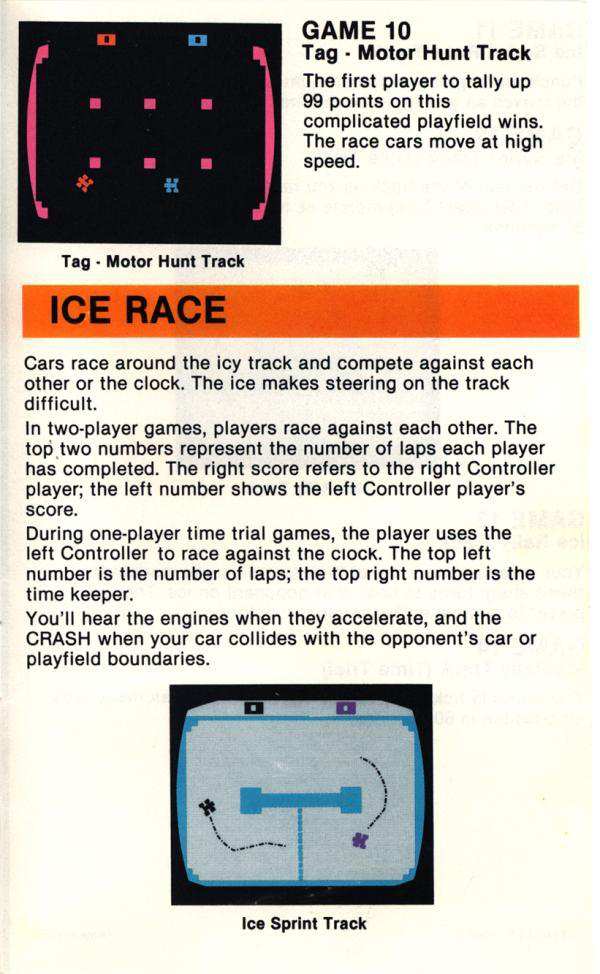 GAME 10
Tag - Motor Hunt Track
The first player to tally up
99 points on this
complicated playfield wins.
The race cars move at high
speed.
Tag - Motor Hunt Track
ICE RACE
Cars race around the icy track and compete against each
other or the clock. The ice makes steering on the track
difficult.
In two-player games, players race against each other. The
top two numbers represent the number of laps each player
has completed. The right score refers to the right Controller
player; the left number shows the left Controller player's
score.
During one-player time trial games, the player uses the
left Controller to race against the clock. The top left
number is the number of laps; the top right number is the
time keeper.
You'll hear the engines when they accelerate, and the
CRASH when your car collides with the opponent's car or
playfield boundaries.
Ice Sprint Track